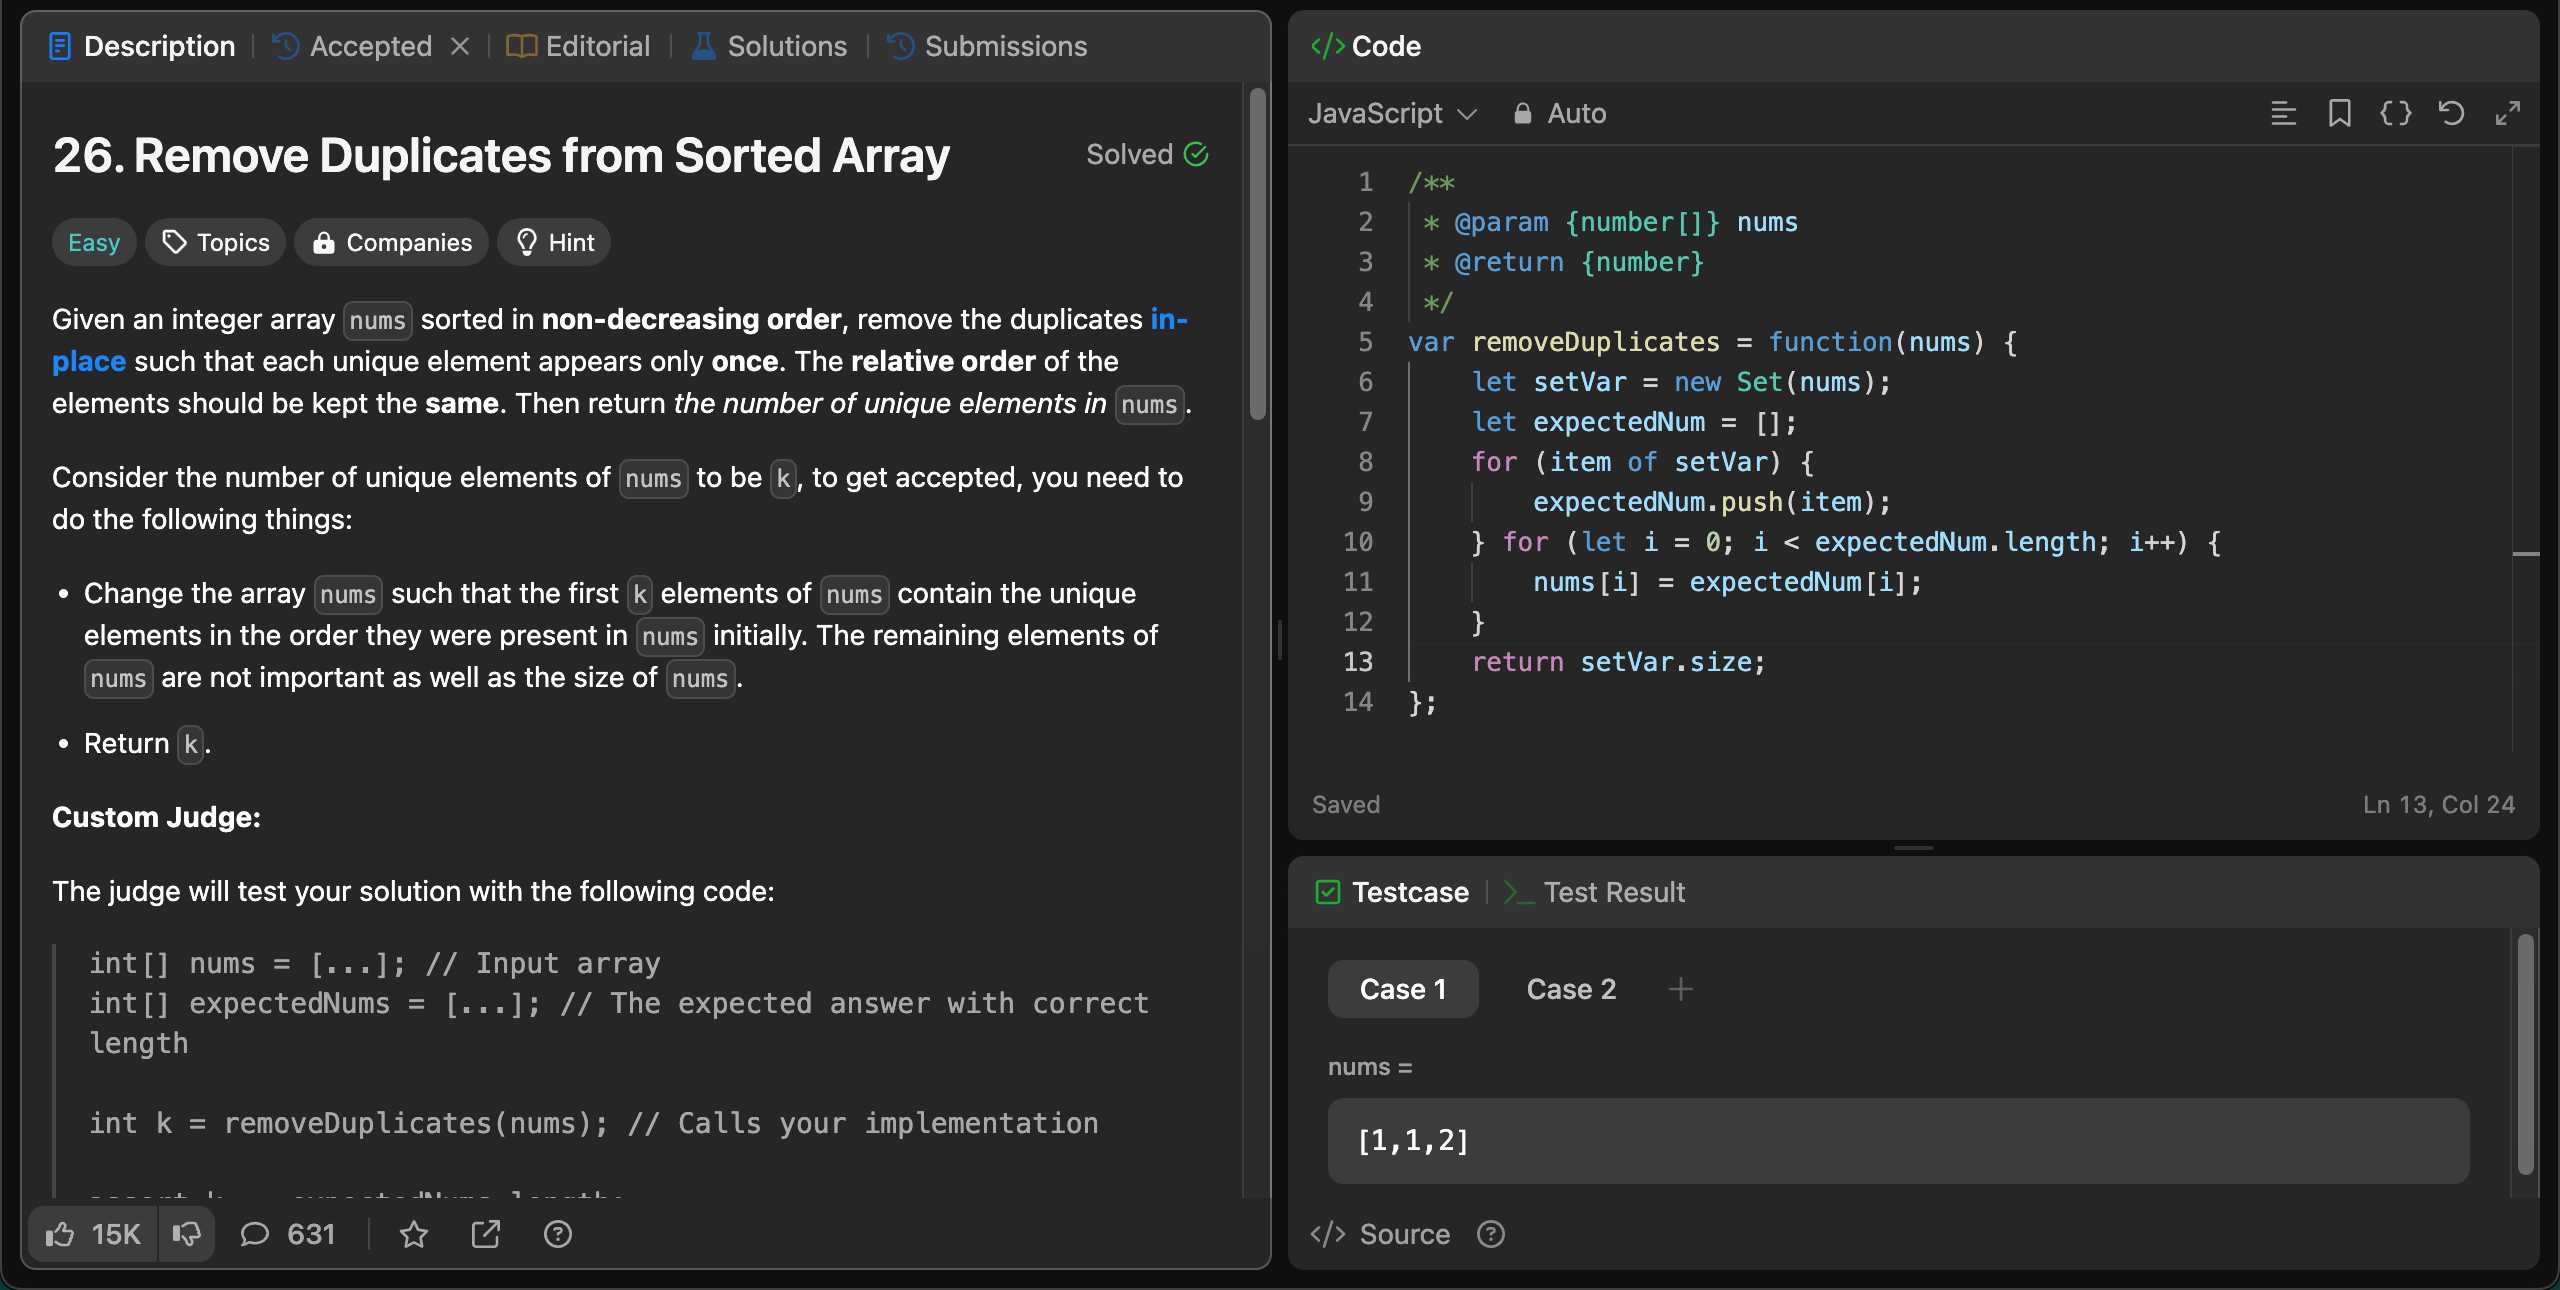 Description
Accepted
Editorial
Solutions
Submissions
26. Remove Duplicates from Sorted Array
Solved
Easy
Topics
Companies
Hint
Given an integer array nums sorted in non-decreasing order, remove the duplicates in-
place such that each unique element appears only once. The relative order of the
elements should be kept the same. Then return the number of unique elements in nums.
Consider the number of unique elements of nums to be k, to get accepted, you need to
do the following things:
• Change the array nums such that the first k elements of nums contain the unique
elements in the order they were present in nums initially. The remaining elements of
nums are not important as well as the size of nums.
• Return k.
Custom Judge:
The judge will test your solution with the following code:
int[] nums = [...]; // Input array
int[] expectedNums = [...]; // The expected answer with correct
length
int k = removeDuplicates(nums); // Calls your implementation
15K
631
</> Code
JavaScript
Auto
1 /**
2 * @param {number[]} nums
3 * @return {number}
4 */
5 var removeDuplicates = function(nums) {
6 let setVar = new Set(nums);
7 let expectedNum = [];
8 for (item of setVar) {
9 expectedNum.push(item);
10 } for (let i = 0; i < expectedNum.length; i++) {
11 nums[i] = expectedNum[i];
12 }
13 return setVar.size;
14 };
Saved
Ln 13, Col 24
Testcase
Test Result
Case 1
Case 2
nums =
[1,1,2]
</> Source